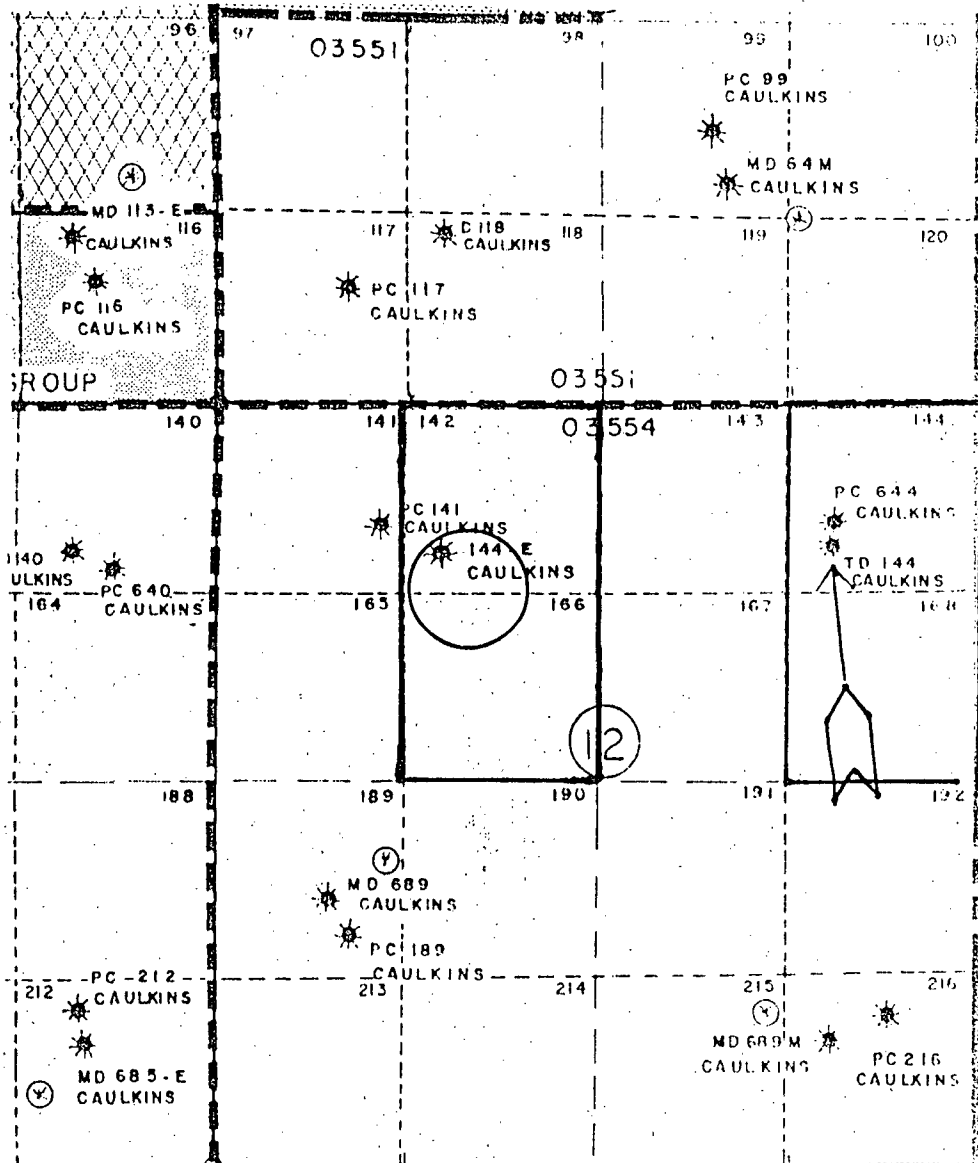 96
97
98
99
100
03551
PC 99
CAULKINS
MD 64M
CAULKINS
MD 113-E
CAULKINS
116
117
D 118
CAULKINS
118
119
120
PC 116
CAULKINS
PC 117
CAULKINS
GROUP
03551
140
141
142
03554
143
144
PC 141
CAULKINS
144-E
CAULKINS
PC 644
CAULKINS
TD 144
CAULKINS
140
ULKINS
PC 640
CAULKINS
164
165
166
167
168
12
188
189
190
191
192
MD 689
CAULKINS
PC 189
CAULKINS
212
PC-212
CAULKINS
213
214
215
216
MD 685-E
CAULKINS
MD 689M
CAULKINS
PC 216
CAULKINS